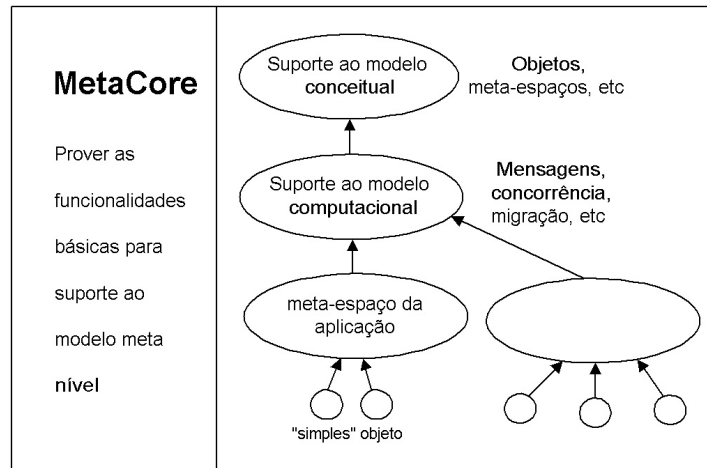 MetaCore
Prover as
funcionalidades
básicas para
suporte ao
modelo meta
nível
Suporte ao modelo
conceitual
Objetos,
meta-espaços, etc
Suporte ao modelo
computacional
Mensagens,
concorrência,
migração, etc
meta-espaço da
aplicação
"simples" objeto